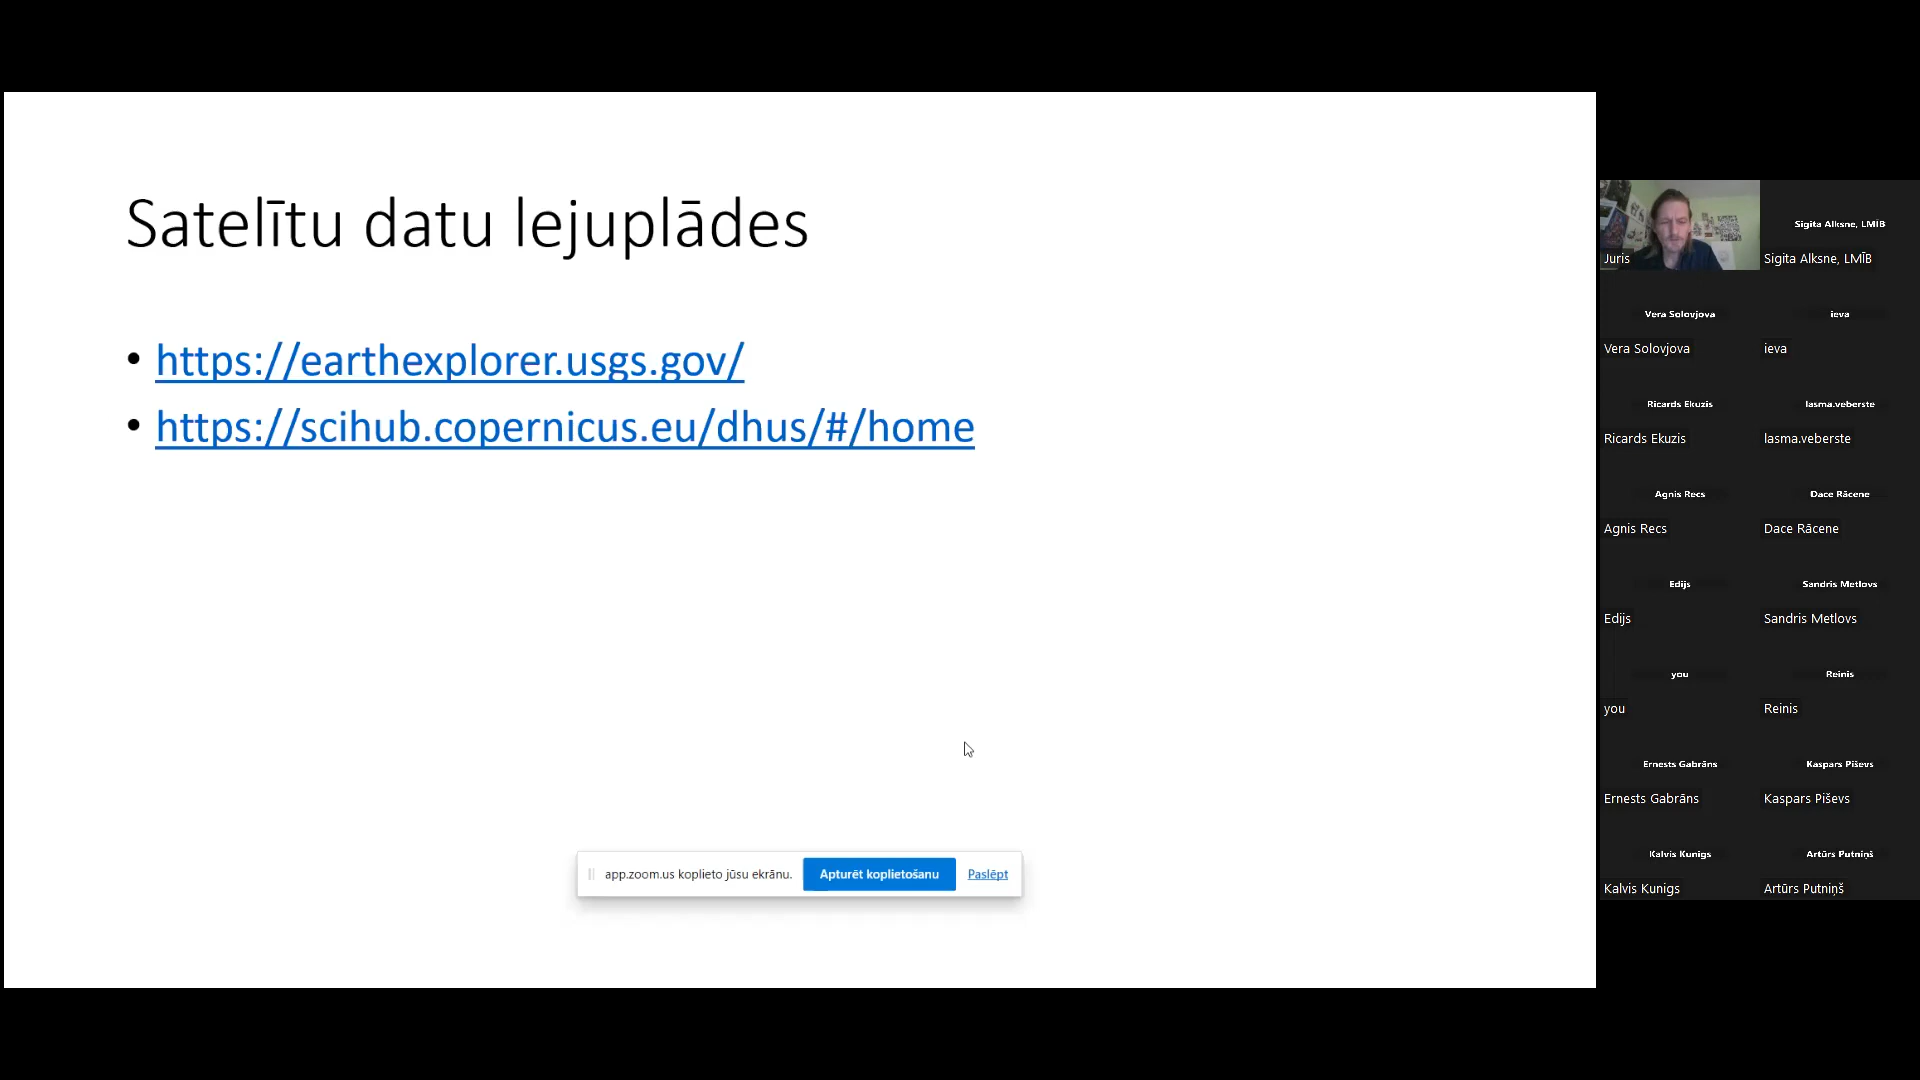 Satelītu datu lejuplādes
• https://earthexplorer.usgs.gov/
• https://scihub.copernicus.eu/dhus/#/home
app.zoom.us koplieto jūsu ekrānu. Apturēt koplietošanu Paslēpt
Juris
Sigita Alksne, LMĪB
Sigita Alksne, LMĪB
Vera Solovjova
Vera Solovjova
ieva
ieva
Ricards Ekuzis
Ricards Ekuzis
lasma.veberste
lasma.veberste
Agnis Recs
Agnis Recs
Dace Rācene
Dace Rācene
Edijs
Edijs
Sandris Metlovs
Sandris Metlovs
you
you
Reinis
Reinis
Ernests Gabrāns
Ernests Gabrāns
Kaspars Piševs
Kaspars Piševs
Kalvis Kunigs
Kalvis Kunigs
Artūrs Putniņš
Artūrs Putniņš